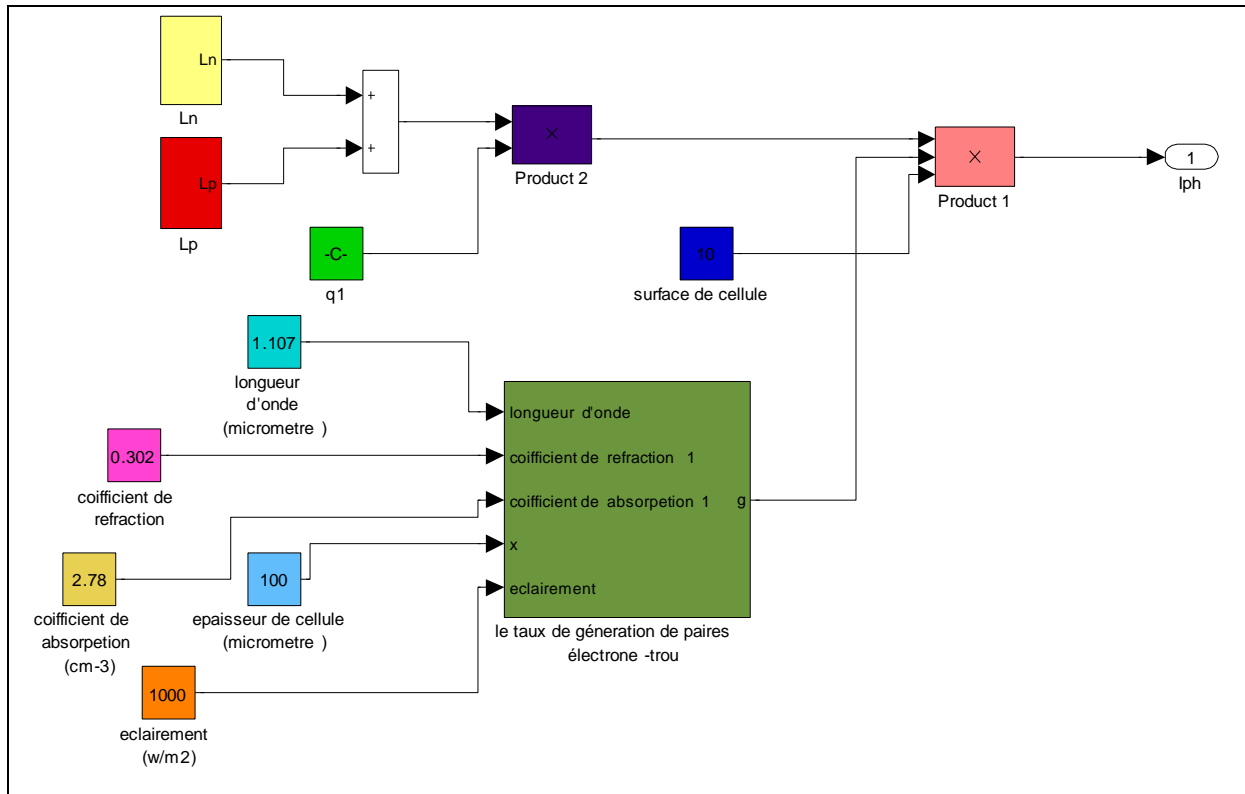 Ln
Ln
+
+
Lp
Lp
×
Product 2
×
Product 1
1
Iph
-C-
q1
10
surface de cellule
1.107
longueur
d'onde
(micrometre )
0.302
coifficient de
refraction
2.78
coifficient de
absorpetion
(cm-3)
100
epaisseur de cellule
(micrometre )
1000
eclairement
(w/m2)
longueur d'onde
coifficient de refraction 1
coifficient de absorpetion 1
g
x
eclairement
le taux de géneration de paires
électrone -trou